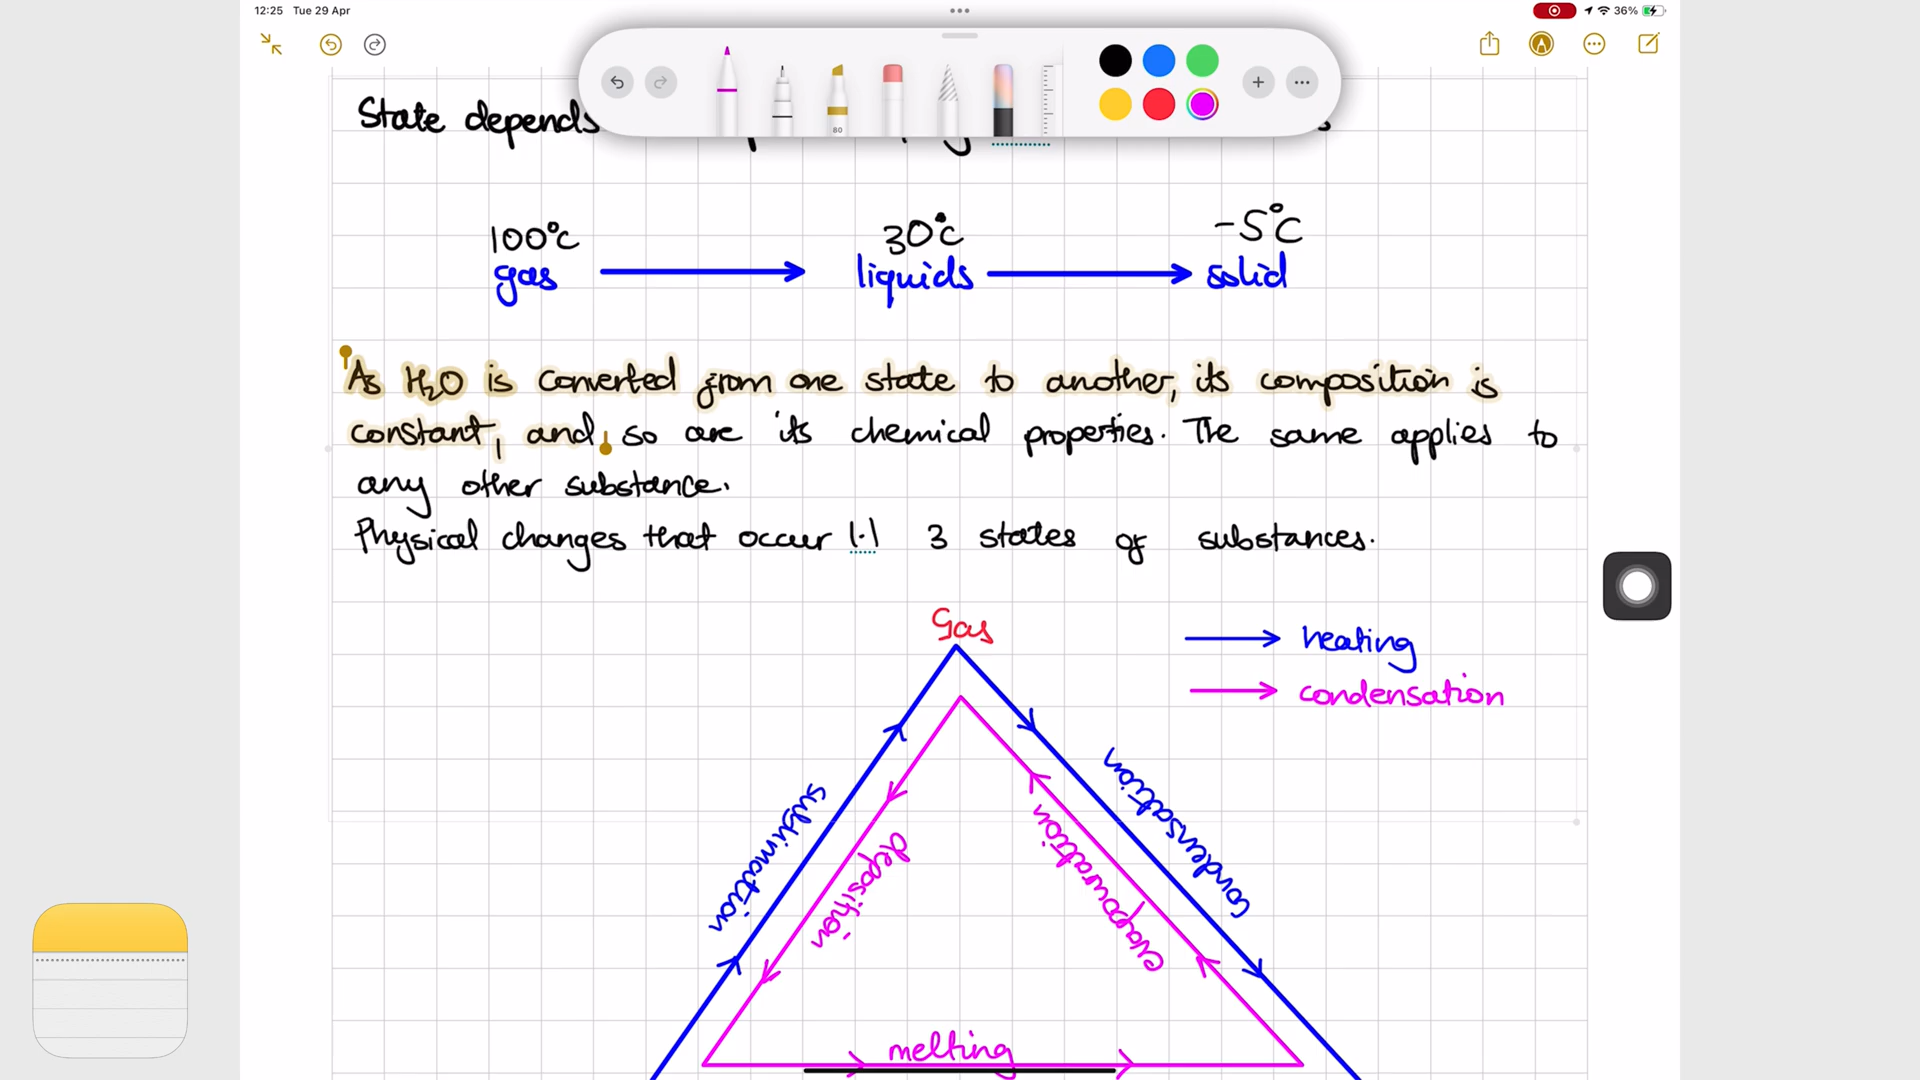 12:25 Tue 29 Apr
36%
80
State depends
100°C
30°C
-5°C
gas
liquids
solid
As H₂O is converted from one state to another, its composition is
constant, and so are its chemical properties. The same applies to
any other substance.
Physical changes that occur 3 states of substances.
Gas
heating
condensation
sublimation
deposition
evaporation
condensation
melting